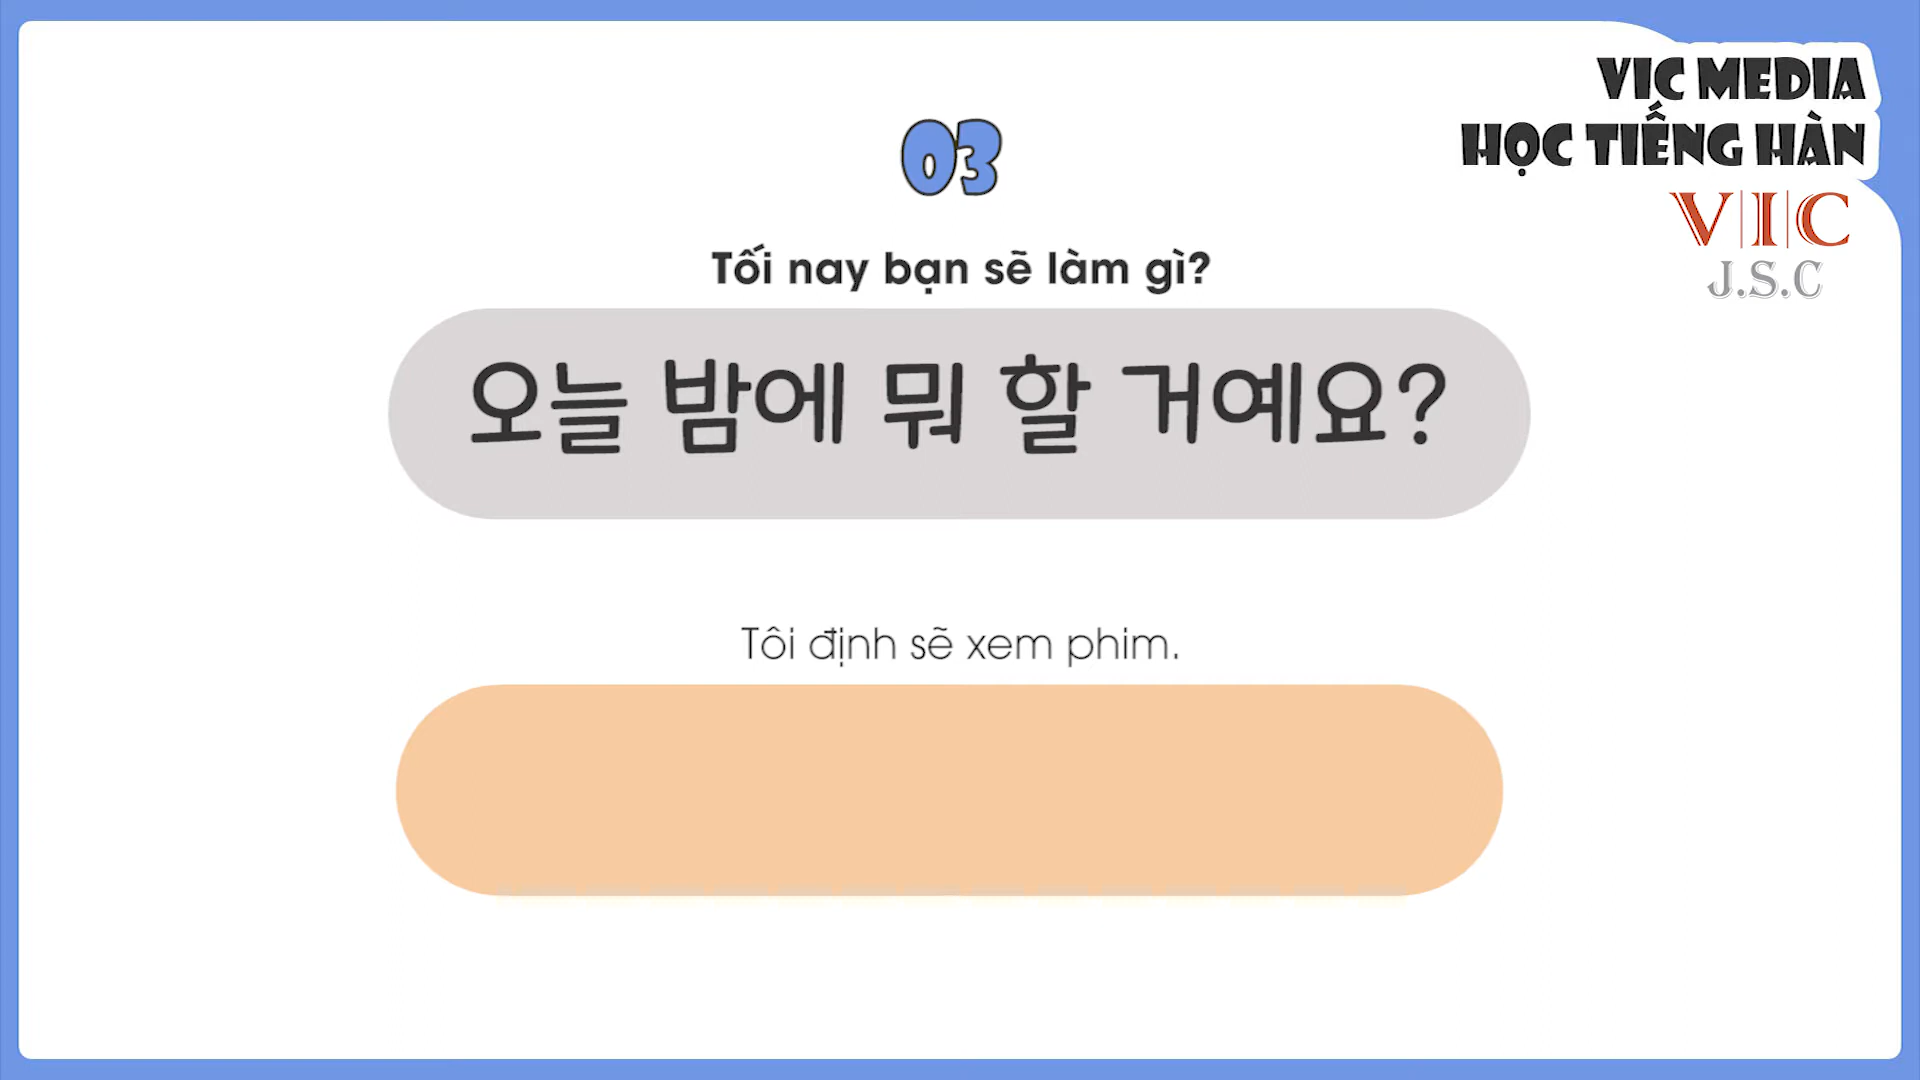 VIC MEDIA
HỌC TIẾNG HÀN
V|I|C
J.S.C
03
Tối nay bạn sẽ làm gì?
오늘 밤에 뭐 할 거예요?
Tôi định sẽ xem phim.